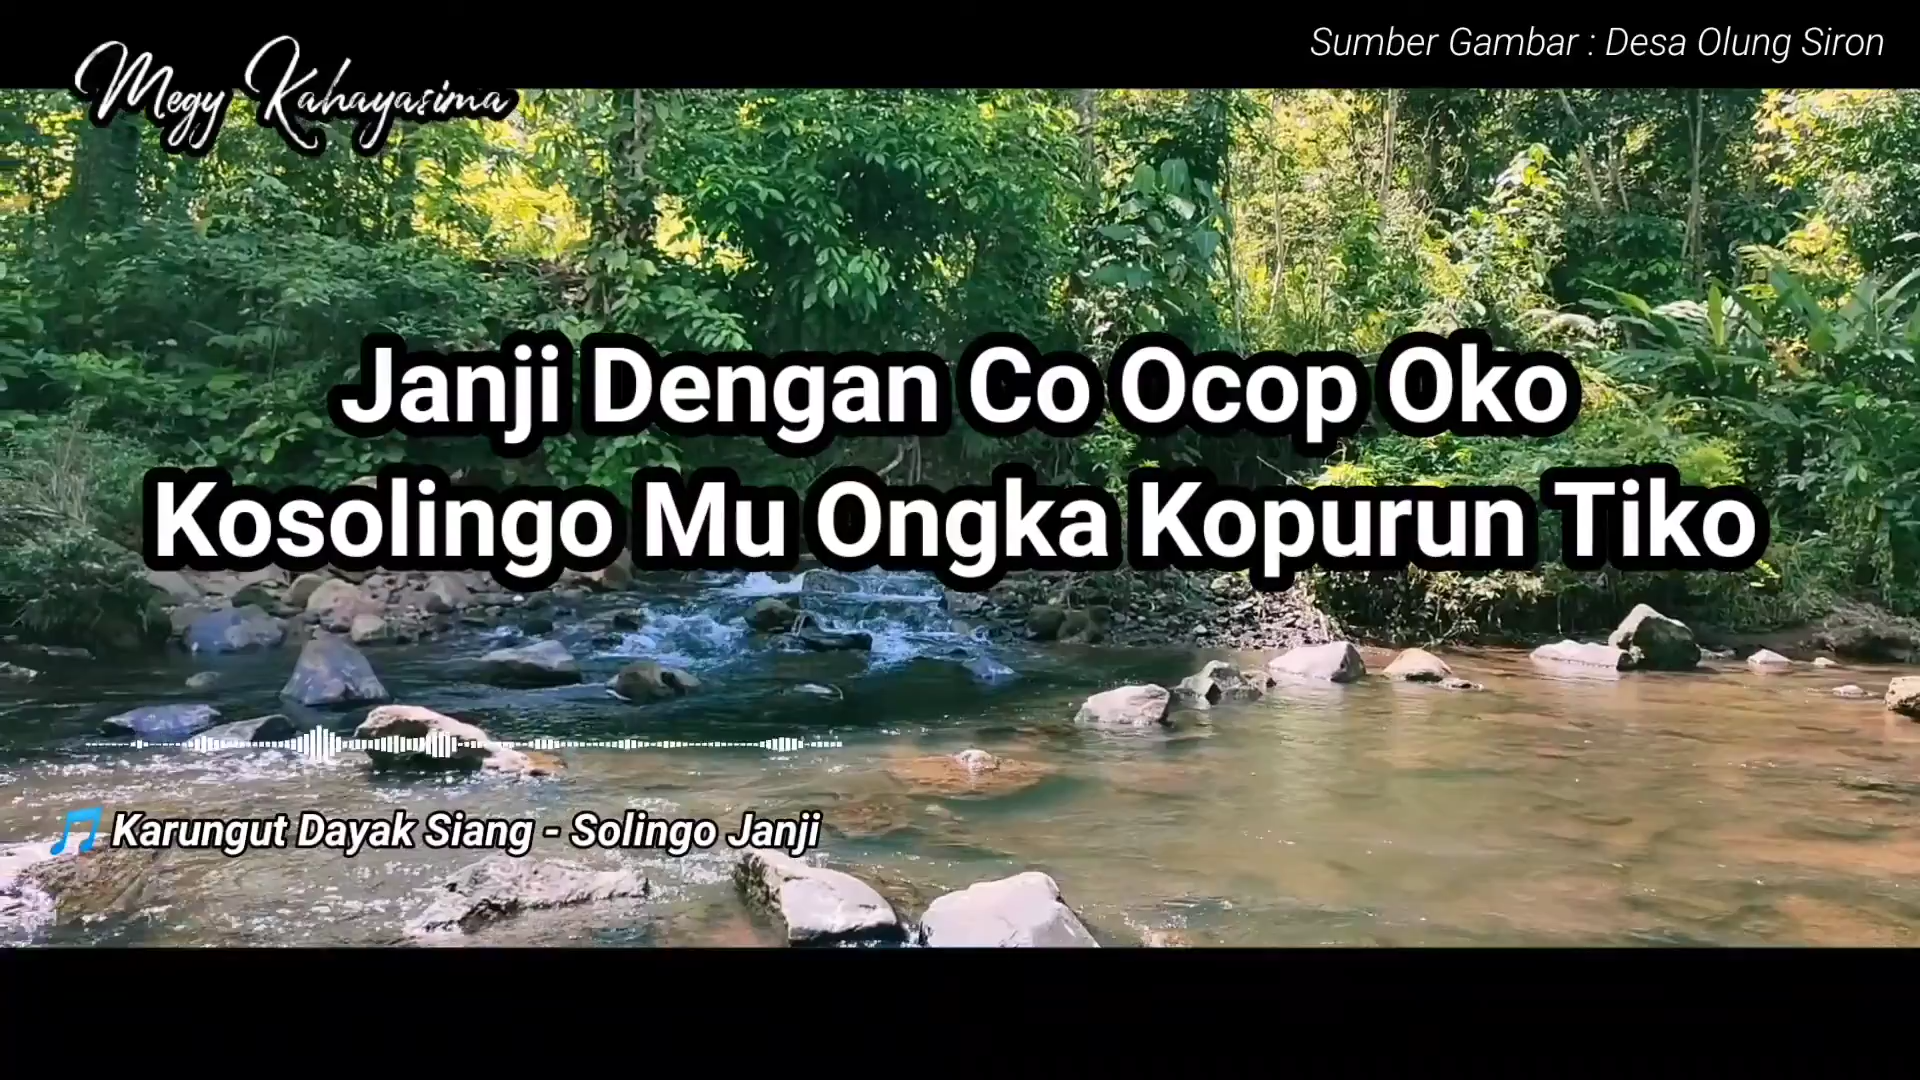 Megy Kahayasima
Sumber Gambar : Desa Olung Siron
Janji Dengan Co Ocop Oko
Kosolingo Mu Ongka Kopurun Tiko
Karungut Dayak Siang - Solingo Janji